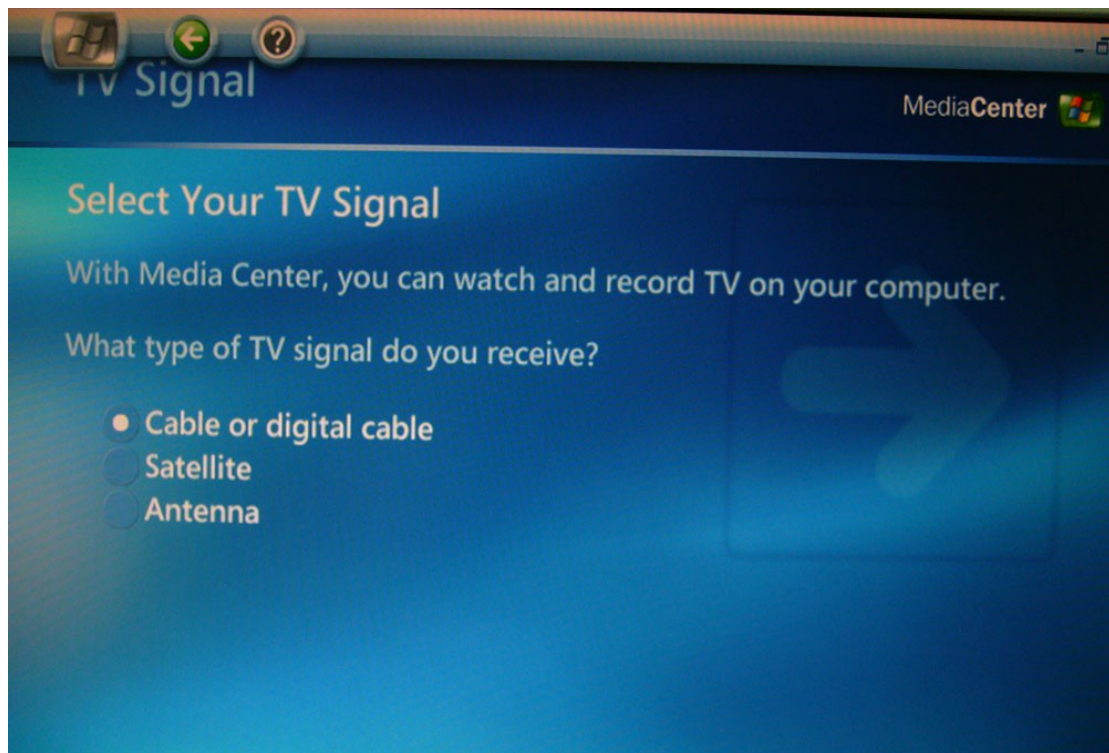 TV Signal
MediaCenter
Select Your TV Signal
With Media Center, you can watch and record TV on your computer.
What type of TV signal do you receive?
Cable or digital cable
Satellite
Antenna